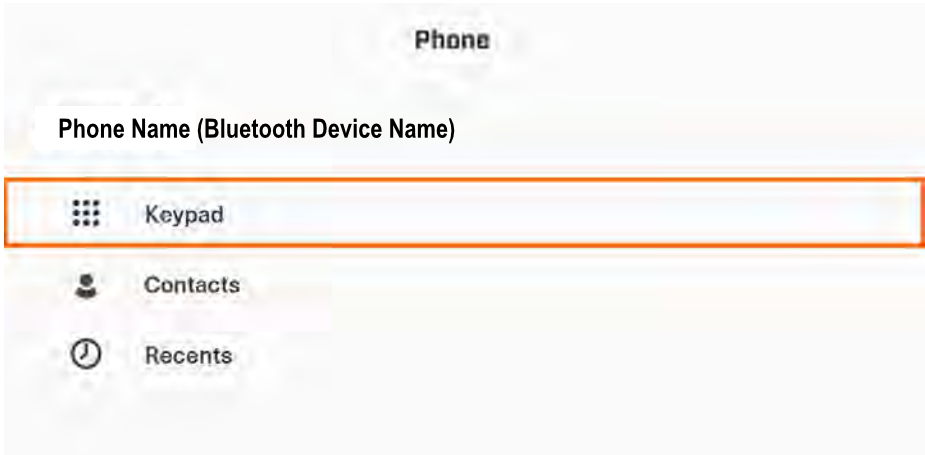 Phone
Phone Name (Bluetooth Device Name)
Keypad
Contacts
Recents